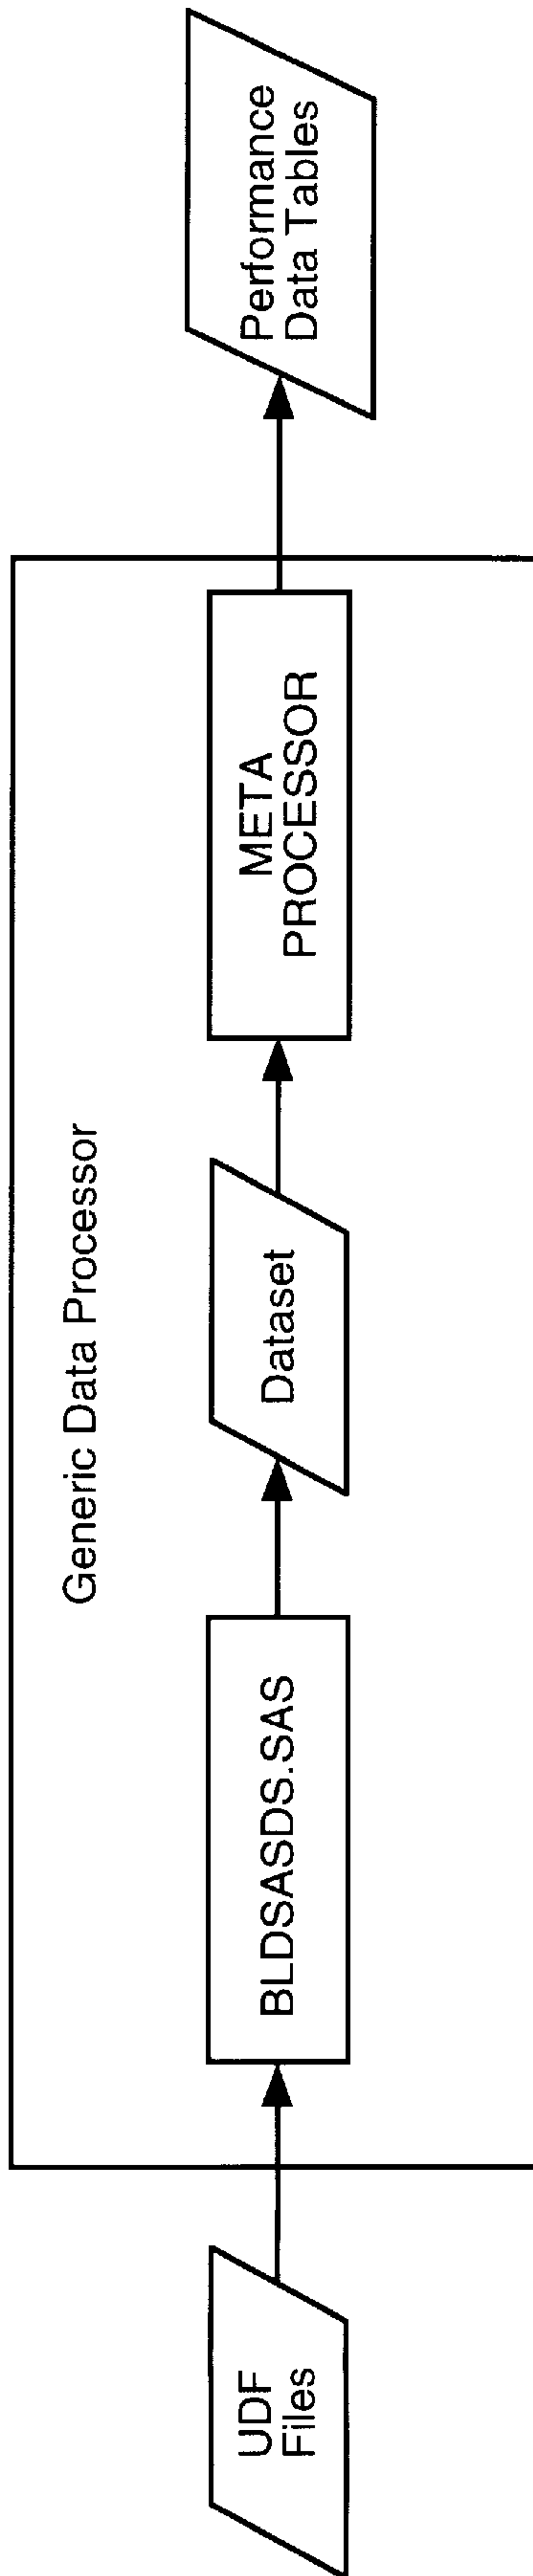 Generic Data Processor
UDF
Files
BLDSASDS.SAS
Dataset
META
PROCESSOR
Performance
Data Tables